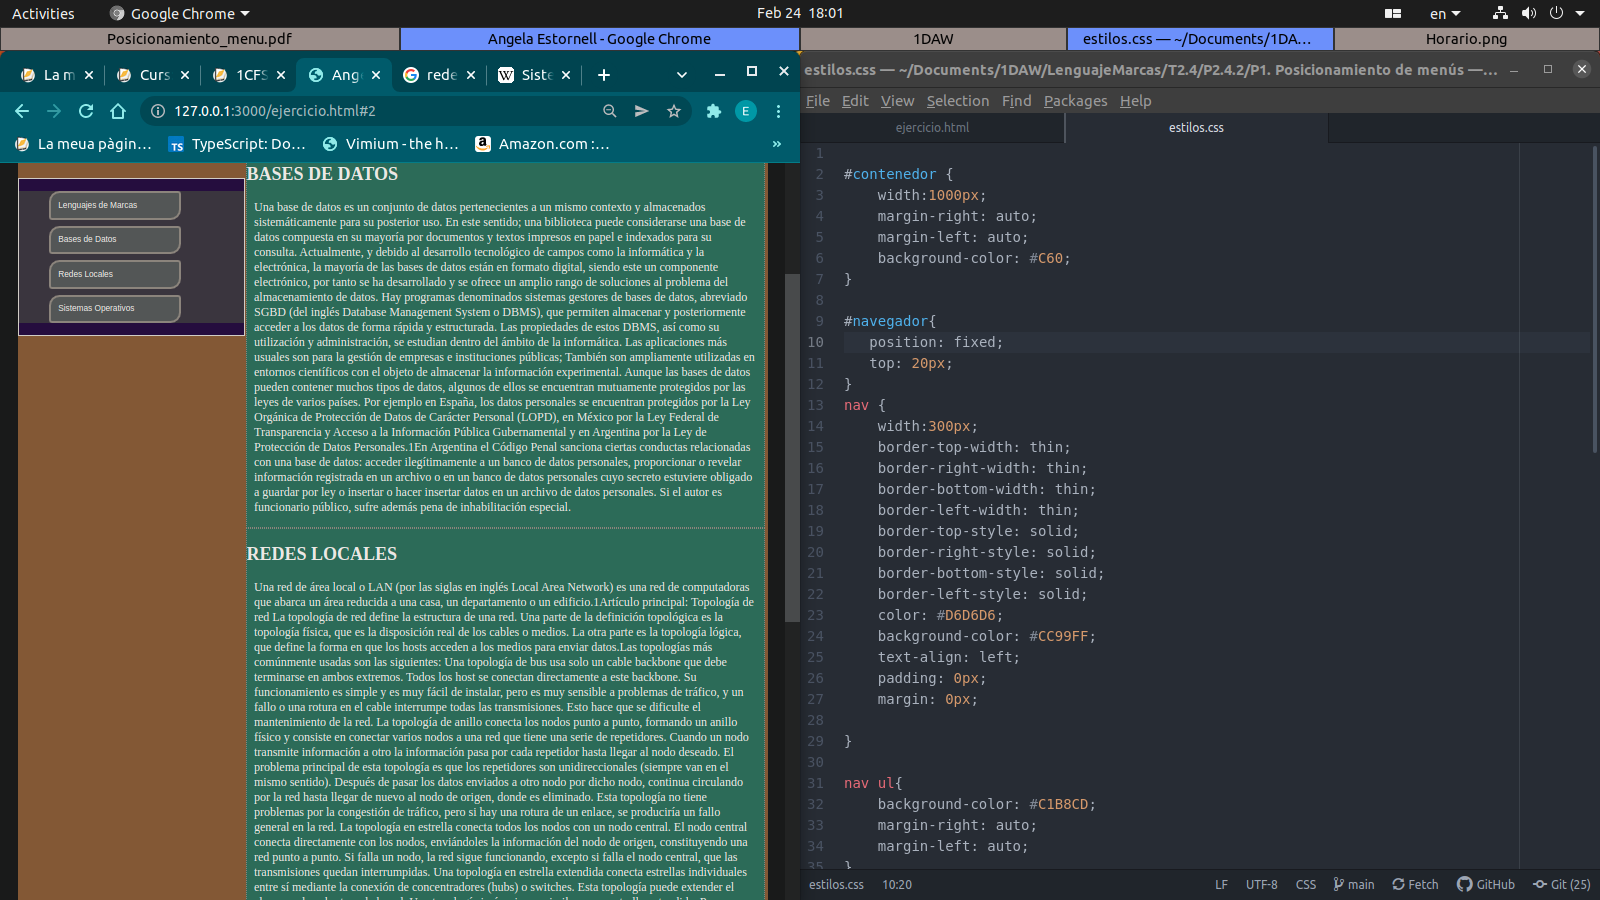 Activities
Google Chrome
Feb 24 18:01
en
Posicionamiento_menu.pdf
Angela Estornell - Google Chrome
1DAW
estilos.css — ~/Documents/1DA...
Horario.png
La m
Curs
1CFS
Ang
rede
Siste
127.0.0.1:3000/ejercicio.html#2
E
La meua pàgin...
TypeScript: Do...
Vimium - the h...
Amazon.com :...
»
BASES DE DATOS
Lenguajes de Marcas
Bases de Datos
Redes Locales
Sistemas Operativos
Una base de datos es un conjunto de datos pertenecientes a un mismo contexto y almacenados
sistemáticamente para su posterior uso. En este sentido; una biblioteca puede considerarse una base de
datos compuesta en su mayoría por documentos y textos impresos en papel e indexados para su
consulta. Actualmente, y debido al desarrollo tecnológico de campos como la informática y la
electrónica, la mayoría de las bases de datos están en formato digital, siendo este un componente
electrónico, por tanto se ha desarrollado y se ofrece un amplio rango de soluciones al problema del
almacenamiento de datos. Hay programas denominados sistemas gestores de bases de datos, abreviado
SGBD (del inglés Database Management System o DBMS), que permiten almacenar y posteriormente
acceder a los datos de forma rápida y estructurada. Las propiedades de estos DBMS, así como su
utilización y administración, se estudian dentro del ámbito de la informática. Las aplicaciones más
usuales son para la gestión de empresas e instituciones públicas; También son ampliamente utilizadas en
entornos científicos con el objeto de almacenar la información experimental. Aunque las bases de datos
pueden contener muchos tipos de datos, algunos de ellos se encuentran mutuamente protegidos por las
leyes de varios países. Por ejemplo en España, los datos personales se encuentran protegidos por la Ley
Orgánica de Protección de Datos de Carácter Personal (LOPD), en México por la Ley Federal de
Transparencia y Acceso a la Información Pública Gubernamental y en Argentina por la Ley de
Protección de Datos Personales.1En Argentina el Código Penal sanciona ciertas conductas relacionadas
con una base de datos: acceder ilegítimamente a un banco de datos personales, proporcionar o revelar
información registrada en un archivo o en un banco de datos personales cuyo secreto estuviere obligado
a guardar por ley o insertar o hacer insertar datos en un archivo de datos personales. Si el autor es
funcionario público, sufre además pena de inhabilitación especial.
REDES LOCALES
Una red de área local o LAN (por las siglas en inglés Local Area Network) es una red de computadoras
que abarca un área reducida a una casa, un departamento o un edificio.1Artículo principal: Topología de
red La topología de red define la estructura de una red. Una parte de la definición topológica es la
topología física, que es la disposición real de los cables o medios. La otra parte es la topología lógica,
que define la forma en que los hosts acceden a los medios para enviar datos.Las topologías más
comúnmente usadas son las siguientes: Una topología de bus usa solo un cable backbone que debe
terminarse en ambos extremos. Todos los host se conectan directamente a este backbone. Su
funcionamiento es simple y es muy fácil de instalar, pero es muy sensible a problemas de tráfico, y un
fallo o una rotura en el cable interrumpe todas las transmisiones. Esto hace que se dificulte el
mantenimiento de la red. La topología de anillo conecta los nodos punto a punto, formando un anillo
físico y consiste en conectar varios nodos a una red que tiene una serie de repetidores. Cuando un nodo
transmite información a otro la información pasa por cada repetidor hasta llegar al nodo deseado. El
problema principal de esta topología es que los repetidores son unidireccionales (siempre van en el
mismo sentido). Después de pasar los datos enviados a otro nodo por dicho nodo, continua circulando
por la red hasta llegar de nuevo al nodo de origen, donde es eliminado. Esta topología no tiene
problemas por la congestión de tráfico, pero si hay una rotura de un enlace, se produciría un fallo
general en la red. La topología en estrella conecta todos los nodos con un nodo central. El nodo central
conecta directamente con los nodos, enviándoles la información del nodo de origen, constituyendo una
red punto a punto. Si falla un nodo, la red sigue funcionando, excepto si falla el nodo central, que las
transmisiones quedan interrumpidas. Una topología en estrella extendida conecta estrellas individuales
entre sí mediante la conexión de concentradores (hubs) o switches. Esta topología puede extender el
estilos.css — ~/Documents/1DAW/LenguajeMarcas/T2.4/P2.4.2/P1. Posicionamiento de menús —...
File Edit View Selection Find Packages Help
ejercicio.html
estilos.css
1
2 #contenedor {
3 width:1000px;
4 margin-right: auto;
5 margin-left: auto;
6 background-color: #C60;
7 }
8
9 #navegador{
10 position: fixed;
11 top: 20px;
12 }
13 nav {
14 width:300px;
15 border-top-width: thin;
16 border-right-width: thin;
17 border-bottom-width: thin;
18 border-left-width: thin;
19 border-top-style: solid;
20 border-right-style: solid;
21 border-bottom-style: solid;
22 border-left-style: solid;
23 color: #D6D6D6;
24 background-color: #CC99FF;
25 text-align: left;
26 padding: 0px;
27 margin: 0px;
28
29 }
30
31 nav ul{
32 background-color: #C1B8CD;
33 margin-right: auto;
34 margin-left: auto;
35 }
estilos.css 10:20
LF UTF-8 CSS main Fetch GitHub Git (25)